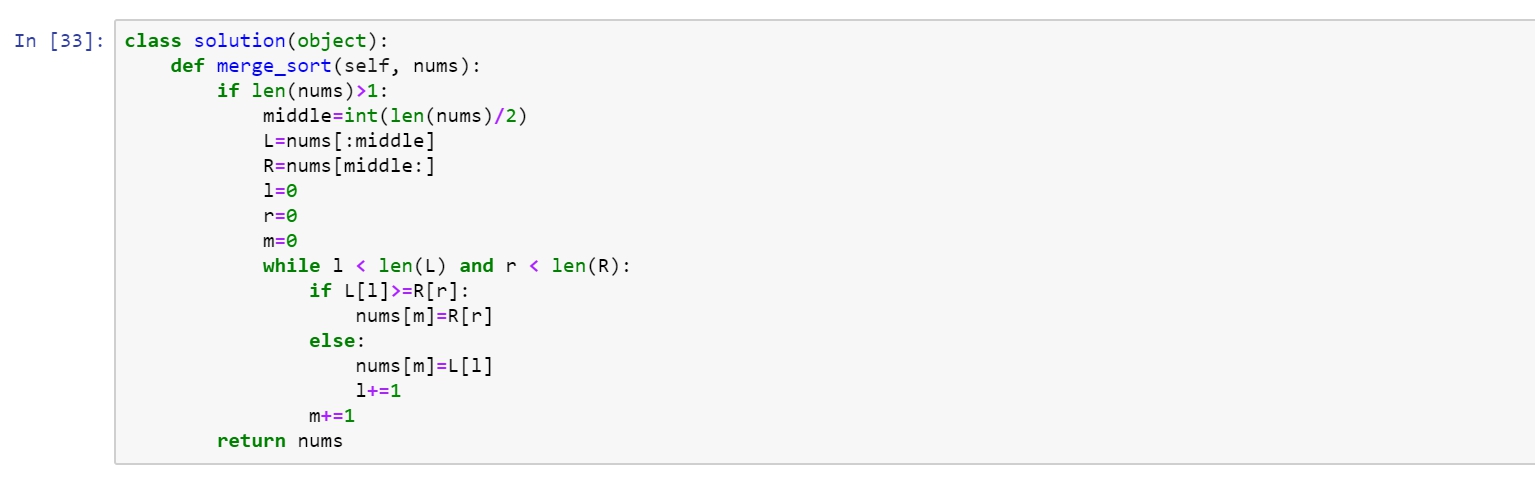 In [33]: class solution(object):
    def merge_sort(self, nums):
        if len(nums)>1:
            middle=int(len(nums)/2)
            L=nums[:middle]
            R=nums[middle:]
            l=0
            r=0
            m=0
            while l < len(L) and r < len(R):
                if L[l]>=R[r]:
                    nums[m]=R[r]
                else:
                    nums[m]=L[l]
                    l+=1
                m+=1
        return nums